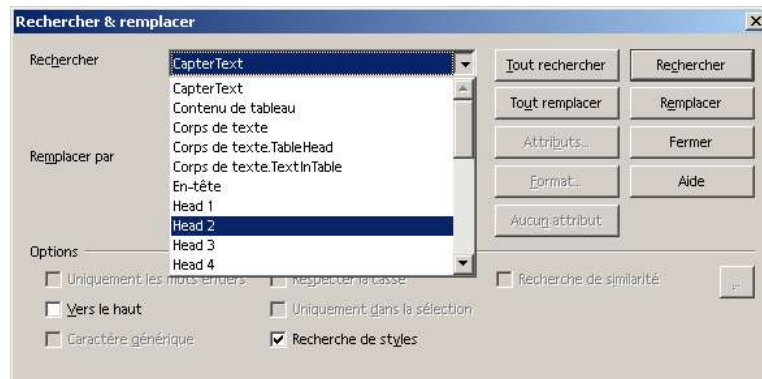 Rechercher & remplacer
Rechercher
CapterText
Tout rechercher
Rechercher
CapterText
Contenu de tableau
Corps de texte
Corps de texte.TableHead
Corps de texte.TextInTable
En-tête
Head 1
Head 2
Head 3
Head 4
Tout remplacer
Remplacer
Remplacer par
Attributs...
Fermer
Format...
Aide
Aucun attribut
Options
Uniquement les mots entiers
Respecter la casse
Recherche de similarité
...
Vers le haut
Uniquement dans la sélection
Caractère générique
Recherche de styles